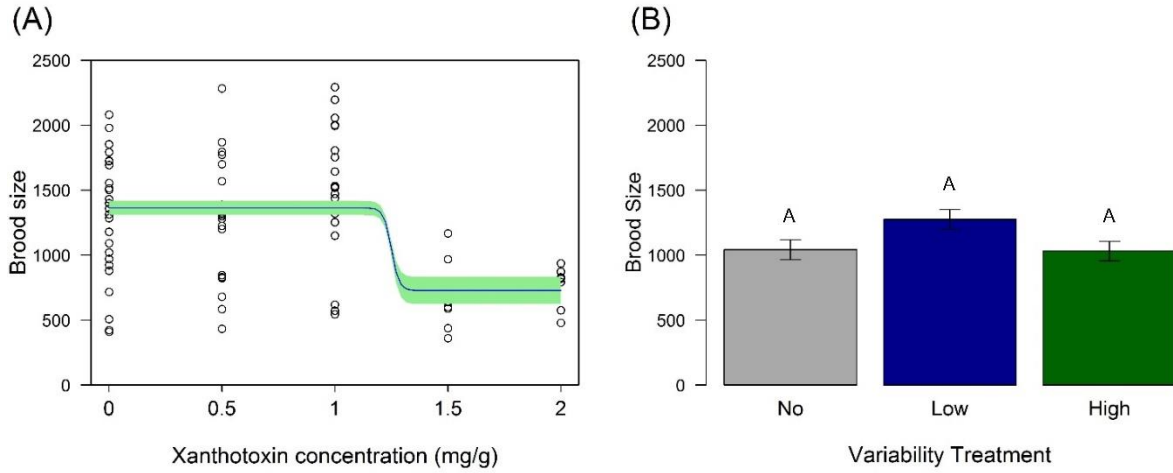 (A)
2500
2000
1500
1000
500
0
Brood size
0 0.5 1 1.5 2
Xanthotoxin concentration (mg/g)
(B)
2500
2000
1500
1000
500
0
Brood Size
A A A
No Low High
Variability Treatment